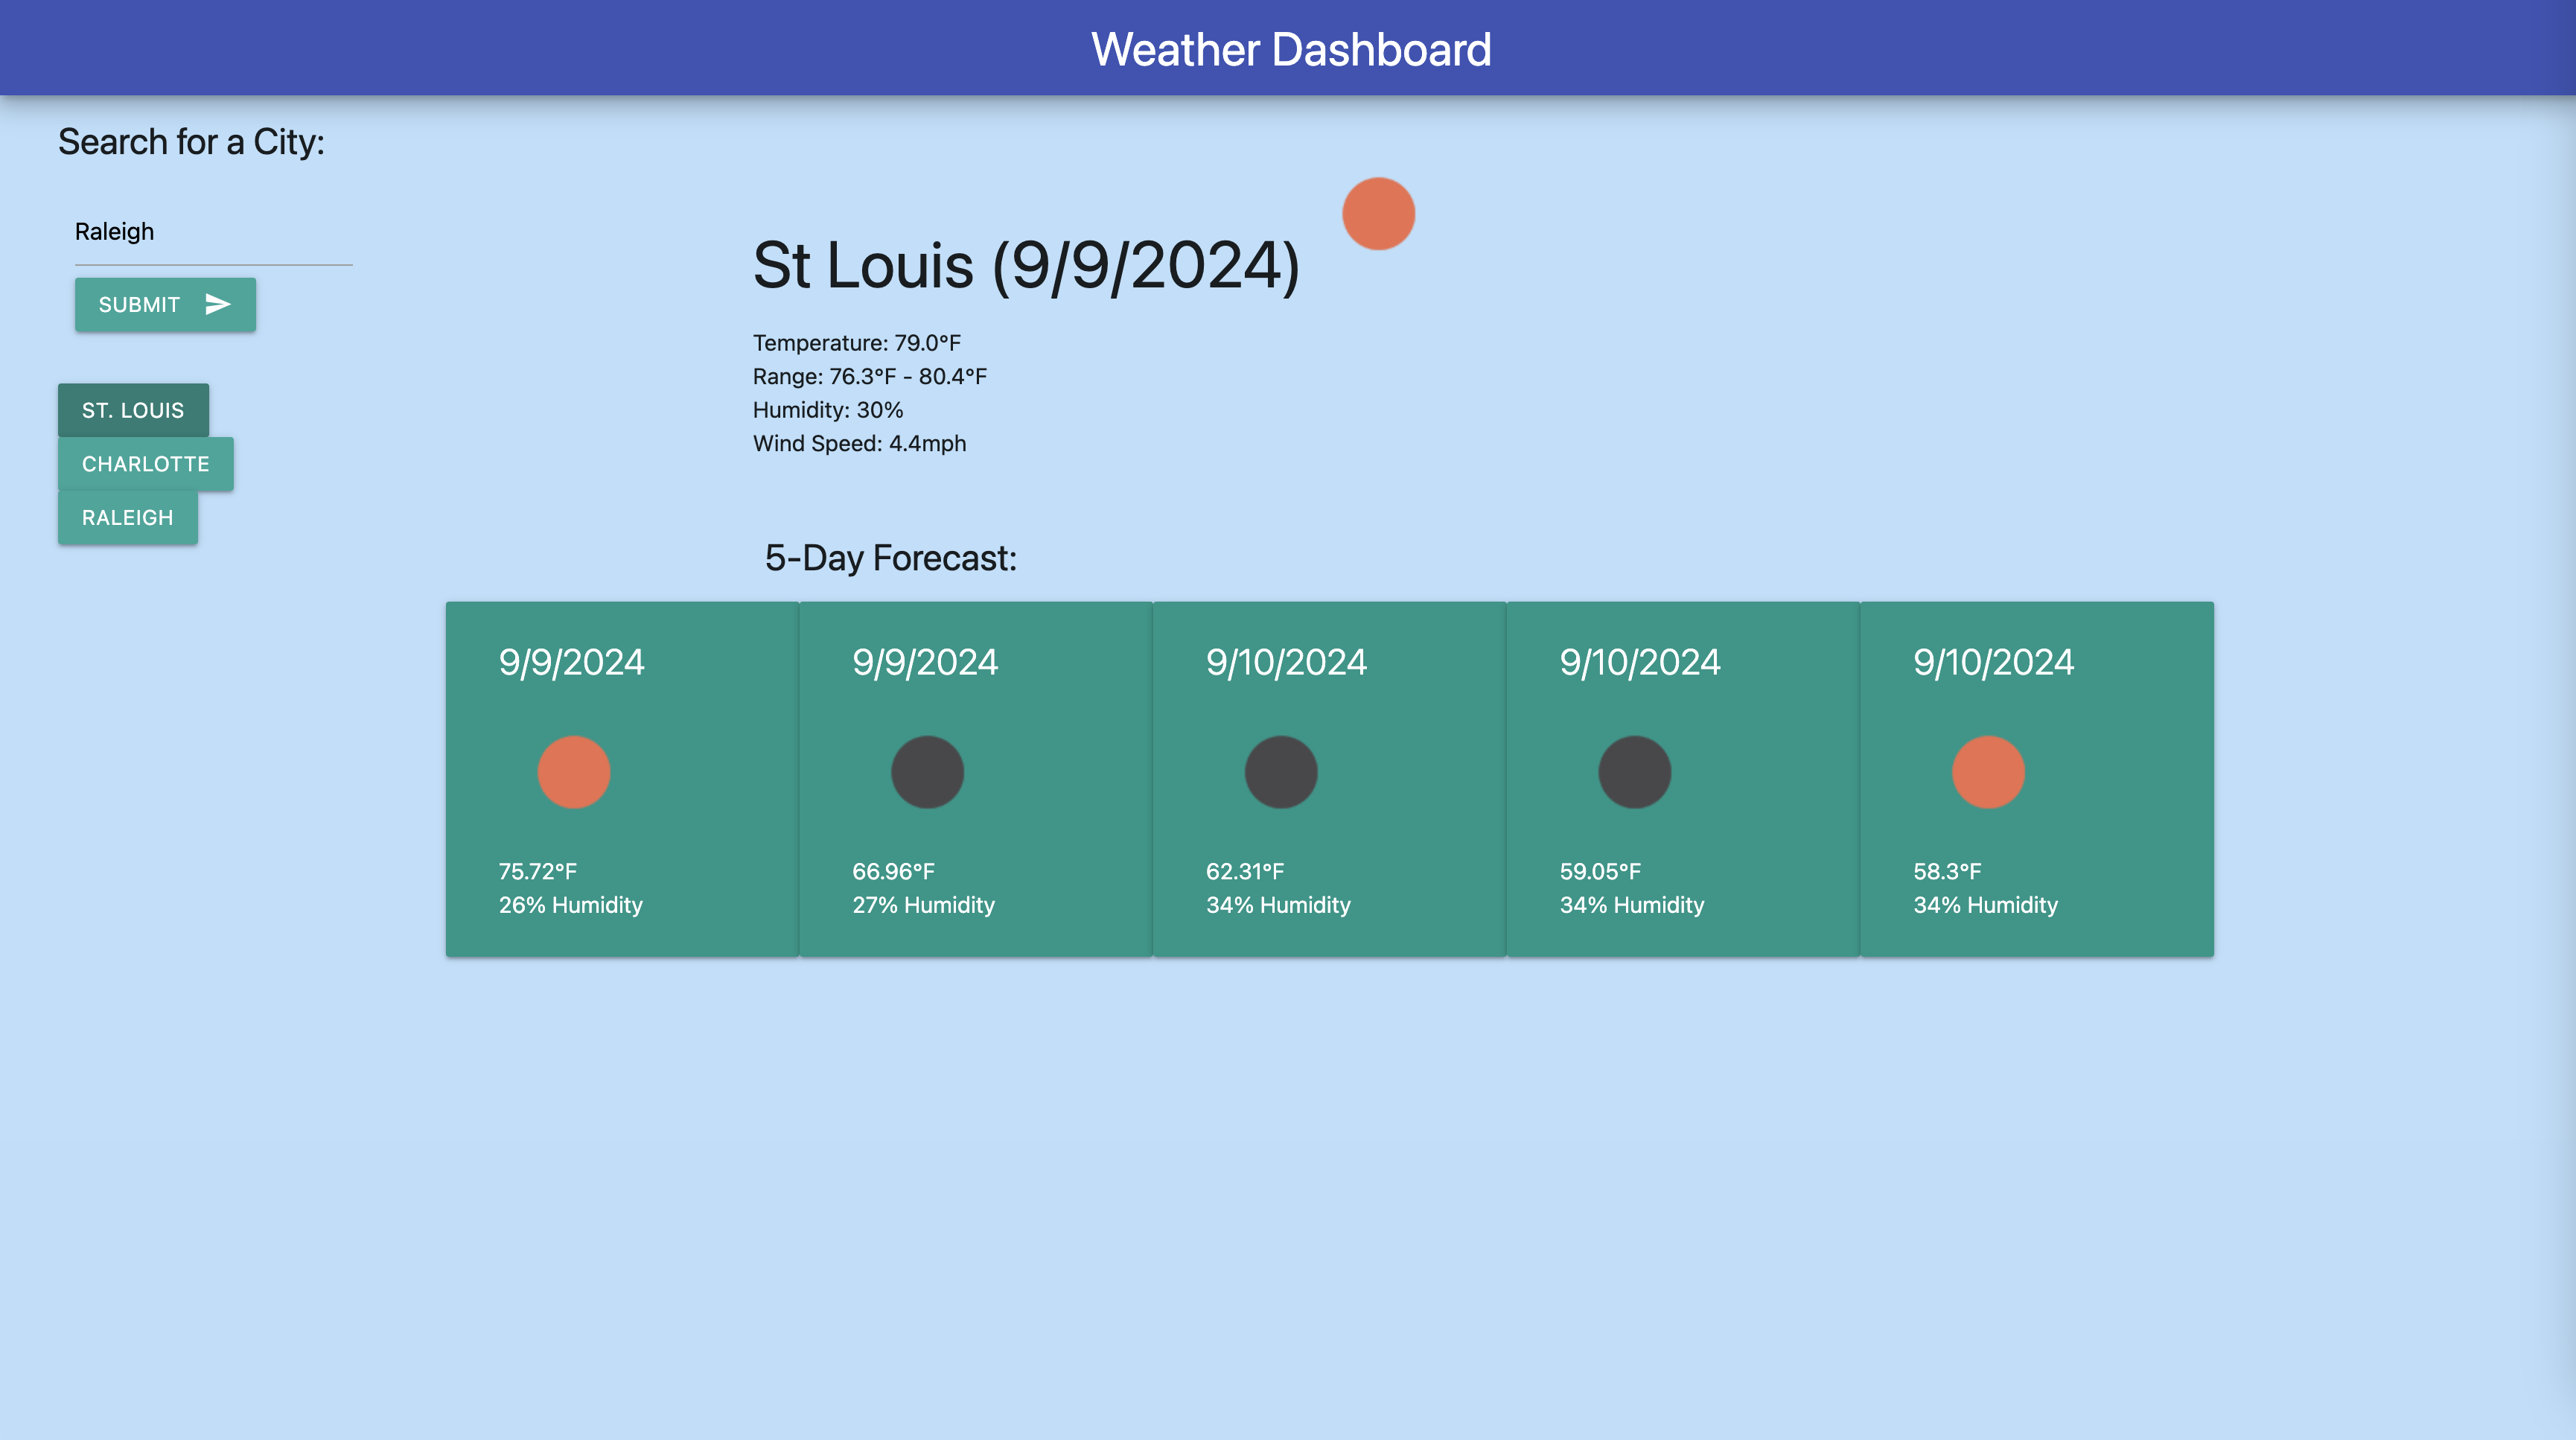 Weather Dashboard
Search for a City:
Raleigh
SUBMIT
ST. LOUIS
CHARLOTTE
RALEIGH
St Louis (9/9/2024)
Temperature: 79.0°F
Range: 76.3°F - 80.4°F
Humidity: 30%
Wind Speed: 4.4mph
5-Day Forecast:
9/9/2024
75.72°F
26% Humidity
9/9/2024
66.96°F
27% Humidity
9/10/2024
62.31°F
34% Humidity
9/10/2024
59.05°F
34% Humidity
9/10/2024
58.3°F
34% Humidity